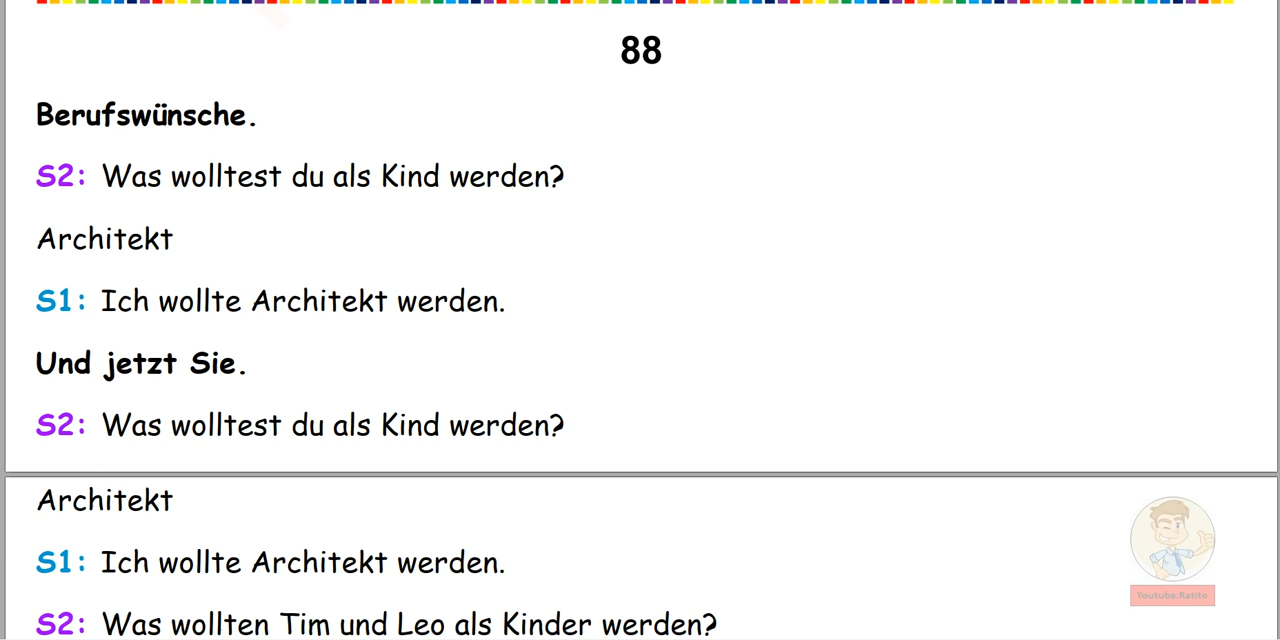 88
Berufswünsche.
S2: Was wolltest du als Kind werden?
Architekt
S1: Ich wollte Architekt werden.
Und jetzt Sie.
S2: Was wolltest du als Kind werden?
Architekt
S1: Ich wollte Architekt werden.
Youtube:Ratito
S2: Was wollten Tim und Leo als Kinder werden?